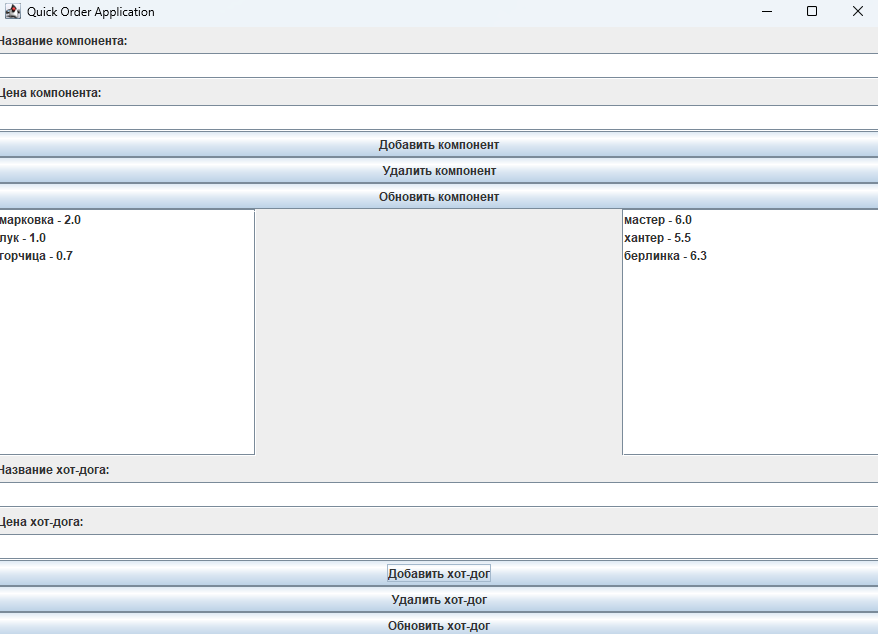 Quick Order Application
Название компонента:
Цена компонента:
Добавить компонент
Удалить компонент
Обновить компонент
марковка - 2.0
лук - 1.0
горчица - 0.7
мастер - 6.0
хантер - 5.5
берлинка - 6.3
Название хот-дога:
Цена хот-дога:
Добавить хот-дог
Удалить хот-дог
Обновить хот-дог